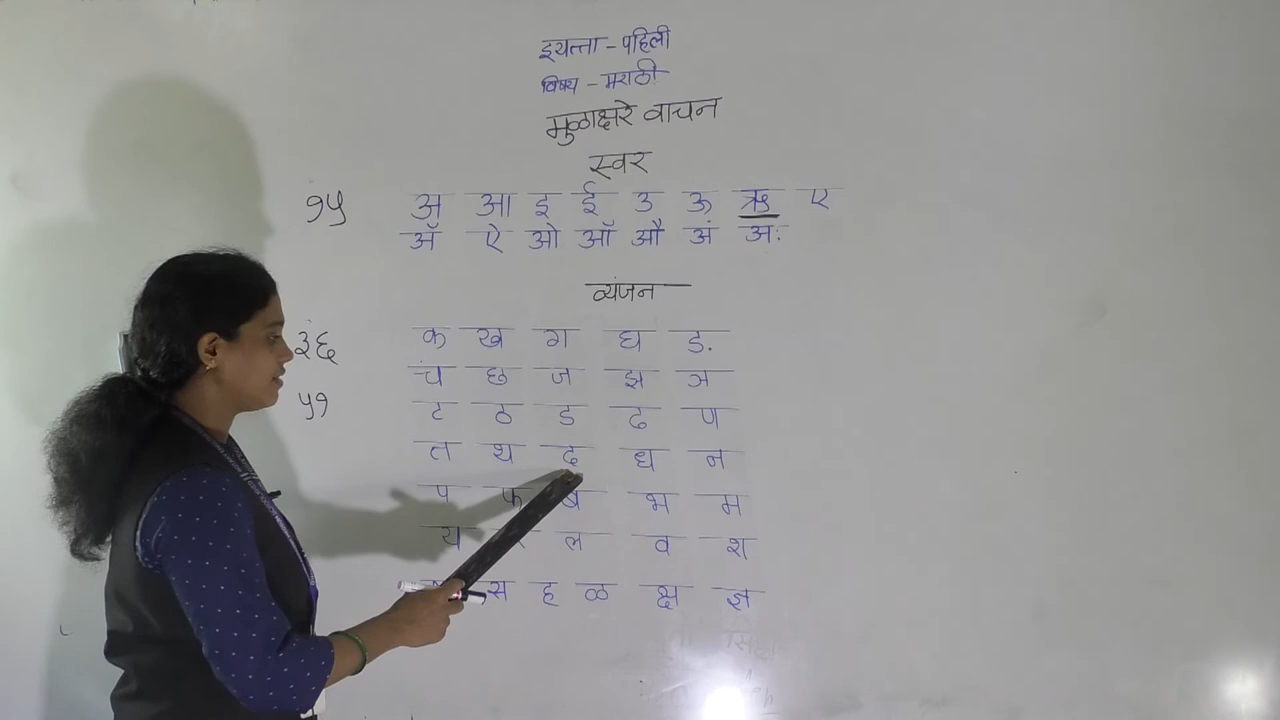 इयत्ता - पहिली
विषय - मराठी
मुळाक्षरे वाचन
स्वर
१५ अ आ इ ई उ ऊ ऋ ए
ॲ ऐ ओ ऑ औ अं अः
व्यंजन
३६ क ख ग घ ङ
च छ ज झ ञ
५१ ट ठ ड ढ ण
त थ द ध न
प फ ब भ म
य ल व श
स ह ळ क्ष ज्ञ